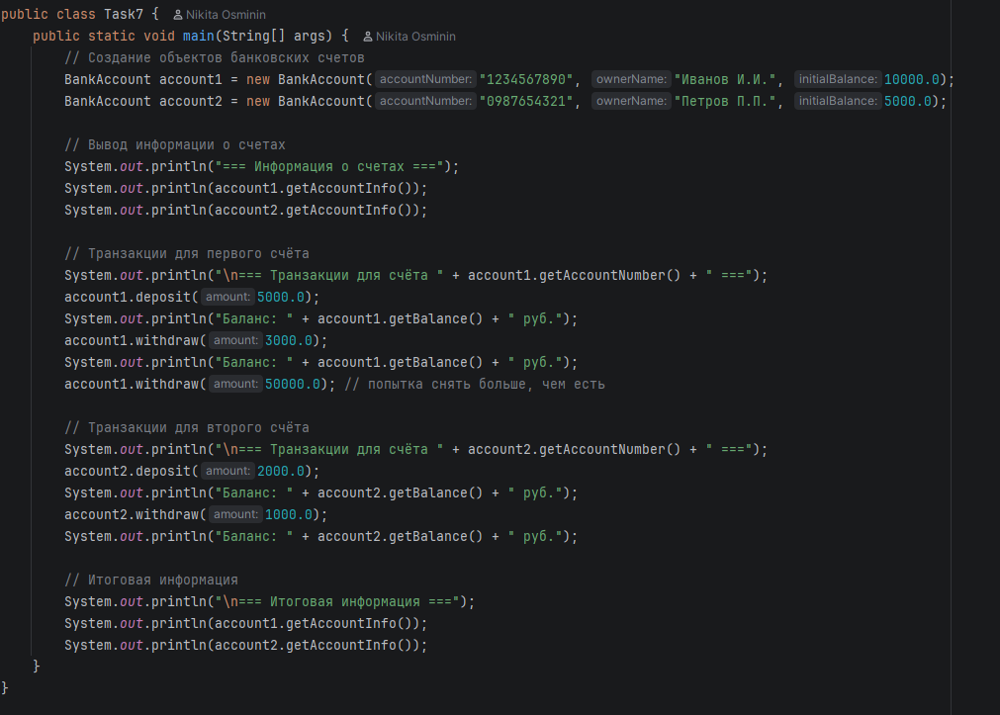 public class Task7 { Nikita Osminin
public static void main(String[] args) { Nikita Osminin
// Создание объектов банковских счетов
BankAccount account1 = new BankAccount( accountNumber: "1234567890", ownerName: "Иванов И.И.", initialBalance: 10000.0);
BankAccount account2 = new BankAccount( accountNumber: "0987654321", ownerName: "Петров П.П.", initialBalance: 5000.0);
// Вывод информации о счетах
System.out.println("=== Информация о счетах ===");
System.out.println(account1.getAccountInfo());
System.out.println(account2.getAccountInfo());
// Транзакции для первого счёта
System.out.println("\n=== Транзакции для счёта " + account1.getAccountNumber() + " ===");
account1.deposit( amount: 5000.0);
System.out.println("Баланс: " + account1.getBalance() + " руб.");
account1.withdraw( amount: 3000.0);
System.out.println("Баланс: " + account1.getBalance() + " руб.");
account1.withdraw( amount: 50000.0); // попытка снять больше, чем есть
// Транзакции для второго счёта
System.out.println("\n=== Транзакции для счёта " + account2.getAccountNumber() + " ===");
account2.deposit( amount: 2000.0);
System.out.println("Баланс: " + account2.getBalance() + " руб.");
account2.withdraw( amount: 1000.0);
System.out.println("Баланс: " + account2.getBalance() + " руб.");
// Итоговая информация
System.out.println("\n=== Итоговая информация ===");
System.out.println(account1.getAccountInfo());
System.out.println(account2.getAccountInfo());
}
}